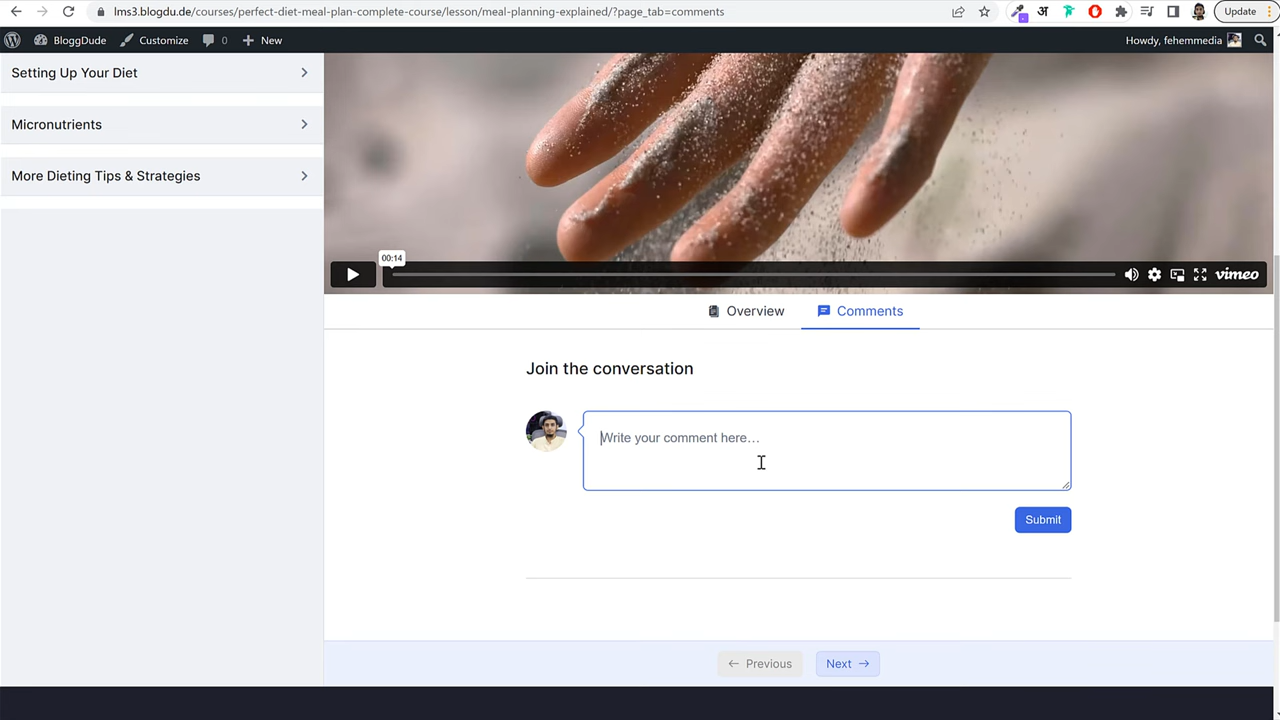 lms3.blogdu.de/courses/perfect-diet-meal-plan-complete-course/lesson/meal-planning-explained/?page_tab=comments
अ
Update
BloggDude
Customize
0
New
Howdy, fehemmedia
Setting Up Your Diet
Micronutrients
More Dieting Tips & Strategies
00:14
vimeo
Overview
Comments
Join the conversation
Write your comment here...
Submit
← Previous
Next →